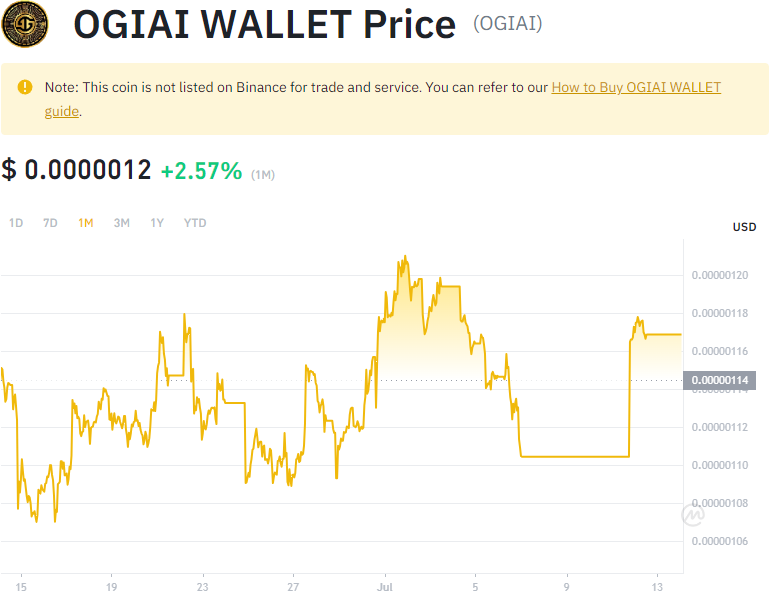 OGIAI WALLET Price (OGIAI)
Note: This coin is not listed on Binance for trade and service. You can refer to our How to Buy OGIAI WALLET
guide.
$ 0.0000012 +2.57% (1M)
1D 7D 1M 3M 1Y YTD
USD
0.00000120
0.00000118
0.00000116
0.00000114
0.00000112
0.00000110
0.00000108
0.00000106
15 19 23 27 Jul 5 9 13